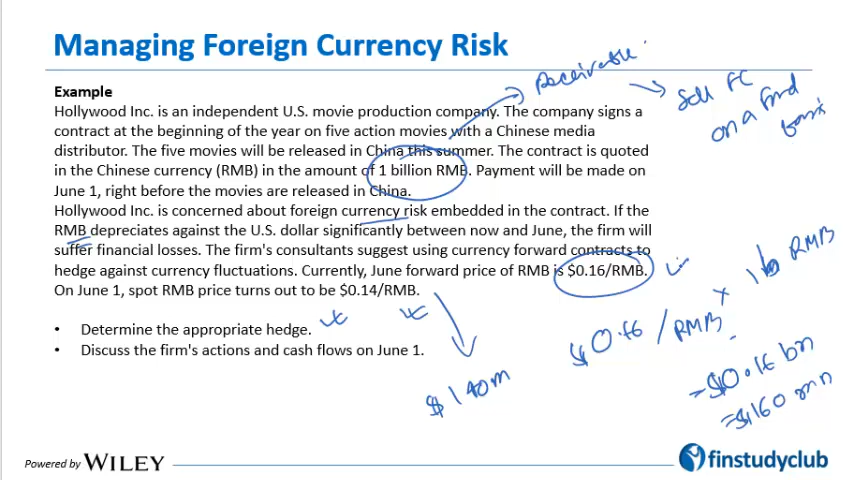 Managing Foreign Currency Risk
Example
Hollywood Inc. is an independent U.S. movie production company. The company signs a
contract at the beginning of the year on five action movies with a Chinese media
distributor. The five movies will be released in China this summer. The contract is quoted
in the Chinese currency (RMB) in the amount of 1 billion RMB. Payment will be made on
June 1, right before the movies are released in China.
Hollywood Inc. is concerned about foreign currency risk embedded in the contract. If the
RMB depreciates against the U.S. dollar significantly between now and June, the firm will
suffer financial losses. The firm's consultants suggest using currency forward contracts to
hedge against currency fluctuations. Currently, June forward price of RMB is $0.16/RMB.
On June 1, spot RMB price turns out to be $0.14/RMB.
• Determine the appropriate hedge.
• Discuss the firm's actions and cash flows on June 1.
Receivable
Sell FC
on a
basis
$0.16 / RMB × 1 bn RMB
= $0.16 bn
= $160 mn
$140m
Powered by WILEY
finstudyclub